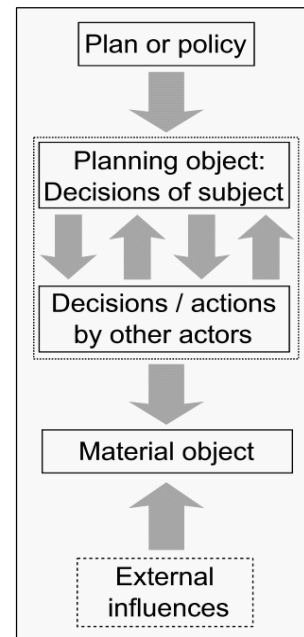 Plan or policy
Planning object:
Decisions of subject
Decisions / actions
by other actors
Material object
External
influences